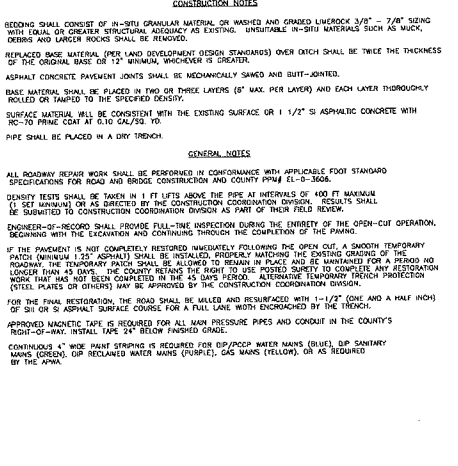 CONSTRUCTION NOTES
BEDDING SHALL CONSIST OF IN-SITU GRANULAR MATERIAL OR WASHED AND GRADED LIMEROCK 3/8" - 7/8" SIZING
WITH EQUAL OR GREATER STRUCTURAL ADEQUACY AS EXISTING. UNSUITABLE IN-SITU MATERIALS SUCH AS MUCK,
DEBRIS AND LARGER ROCKS SHALL BE REMOVED.
REPLACED BASE MATERIAL (PER LAND DEVELOPMENT DESIGN STANDARDS) OVER DITCH SHALL BE TWICE THE THICKNESS
OF THE ORIGINAL BASE OR 12" MINIMUM, WHICHEVER IS GREATER.
ASPHALT CONCRETE PAVEMENT JOINTS SHALL BE MECHANICALLY SAWED AND BUTT-JOINTED.
BASE MATERIAL SHALL BE PLACED IN TWO OR THREE LAYERS (6" MAX. PER LAYER) AND EACH LAYER THOROUGHLY
ROLLED OR TAMPED TO THE SPECIFIED DENSITY.
SURFACE MATERIAL WILL BE CONSISTENT WITH THE EXISTING SURFACE OR 1 1/2" SI ASPHALTIC CONCRETE WITH
RC-70 PRIME COAT AT 0.10 GAL/SQ. YD.
PIPE SHALL BE PLACED IN A DRY TRENCH.
GENERAL NOTES
ALL ROADWAY REPAIR WORK SHALL BE PERFORMED IN CONFORMANCE WITH APPLICABLE FDOT STANDARD
SPECIFICATIONS FOR ROAD AND BRIDGE CONSTRUCTION AND COUNTY PPM# EL-O-3606.
DENSITY TESTS SHALL BE TAKEN IN 1 FT LIFTS ABOVE THE PIPE AT INTERVALS OF 400 FT MAXIMUM
(1 SET MINIMUM) OR AS DIRECTED BY THE CONSTRUCTION COORDINATION DIVISION. RESULTS SHALL
BE SUBMITTED TO CONSTRUCTION COORDINATION DIVISION AS PART OF THEIR FIELD REVIEW.
ENGINEER-OF-RECORD SHALL PROVIDE FULL-TIME INSPECTION DURING THE ENTIRETY OF THE OPEN-CUT OPERATION,
BEGINNING WITH THE EXCAVATION AND CONTINUING THROUGH THE COMPLETION OF THE PAVING.
IF THE PAVEMENT IS NOT COMPLETELY RESTORED IMMEDIATELY FOLLOWING THE OPEN CUT, A SMOOTH TEMPORARY
PATCH (MINIMUM 1.25" ASPHALT) SHALL BE INSTALLED, PROPERLY MATCHING THE EXISTING GRADING OF THE
ROADWAY. THE TEMPORARY PATCH SHALL BE ALLOWED TO REMAIN IN PLACE AND BE MAINTAINED FOR A PERIOD NO
LONGER THAN 45 DAYS. THE COUNTY RETAINS THE RIGHT TO USE POSTED SURETY TO COMPLETE ANY RESTORATION
WORK THAT HAS NOT BEEN COMPLETED IN THE 45 DAYS PERIOD. ALTERNATIVE TEMPORARY TRENCH PROTECTION
(STEEL PLATES OR OTHERS) MAY BE APPROVED BY THE CONSTRUCTION COORDINATION DIVISION.
FOR THE FINAL RESTORATION, THE ROAD SHALL BE MILLED AND RESURFACED WITH 1-1/2" (ONE AND A HALF INCH)
OF SIII OR SI ASPHALT SURFACE COURSE FOR A FULL LANE WIDTH ENCROACHED BY THE TRENCH.
APPROVED MAGNETIC TAPE IS REQUIRED FOR ALL MAIN PRESSURE PIPES AND CONDUIT IN THE COUNTY'S
RIGHT-OF-WAY. INSTALL TAPE 24" BELOW FINISHED GRADE.
CONTINUOUS 4" WIDE PAINT STRIPING IS REQUIRED FOR DIP/PCCP WATER MAINS (BLUE), DIP SANITARY
MAINS (GREEN), DIP RECLAIMED WATER MAINS (PURPLE), GAS MAINS (YELLOW), OR AS REQUIRED
BY THE APWA.